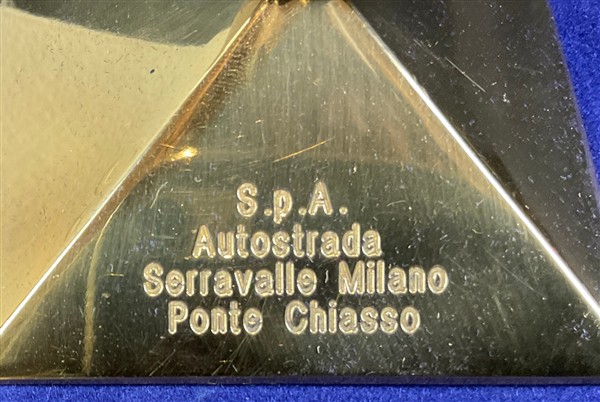 S.p.A.
Autostrada
Serravalle Milano
Ponte Chiasso